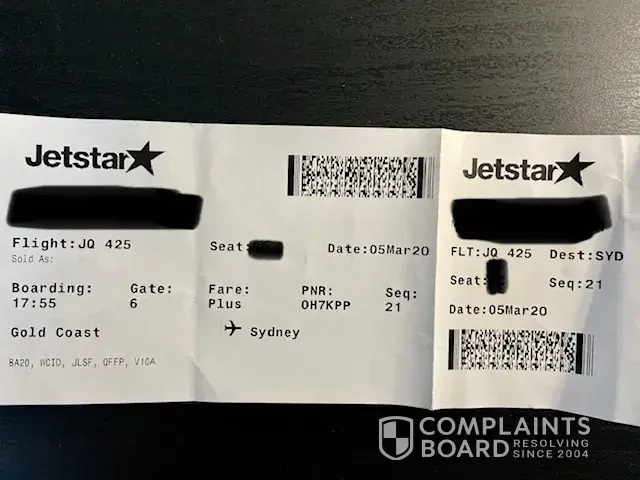 Jetstar
Flight:JQ 425
Sold As:
Boarding: Gate:
17:55 6
Gold Coast
BA20, WCID, JLSF, QFFP, V10A
Seat: Date:05Mar20
Fare: PNR: Seq:
Plus OH7KPP 21
Sydney
Jetstar
FLT:JQ 425 Dest:SYD
Seat: Seq:21
Date:05Mar20
COMPLAINTS
BOARD RESOLVING
SINCE 2004